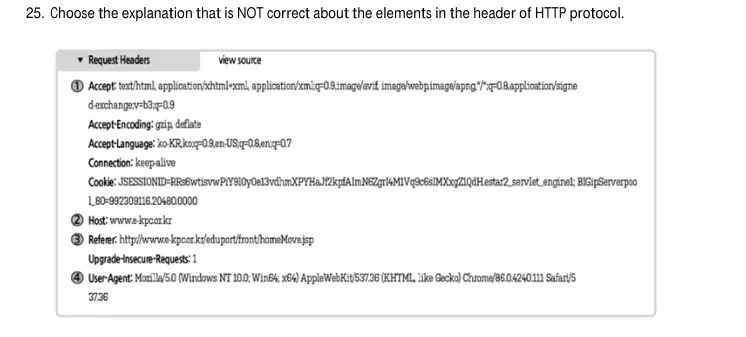 25. Choose the explanation that is NOT correct about the elements in the header of HTTP protocol.
▼ Request Headers view source
① Accept: text/html, application/xhtml+xml, application/xml;q=0.9,image/avif, image/webp,image/apng,*/*;q=0.8,application/signe
d-exchange;v=b3;q=0.9
Accept-Encoding: gzip, deflate
Accept-Language: ko-KR,ko;q=0.9,en-US;q=0.8,en;q=0.7
Connection: keep-alive
Cookie: JSESSIONID=RRs6wtisvwPiY9l0y0e13vdhmXPYHaJf2kpfAImN6Zgrl4M1Vq9c6sIMXxgZ1QdH.estar2_servlet_engine1; BIGipServerpoo
l_80=992309116.20480.0000
② Host: www.e-kpc.or.kr
③ Referer: http://www.e-kpc.or.kr/eduport/front/homeMove.jsp
Upgrade-Insecure-Requests: 1
④ User-Agent: Mozilla/5.0 (Windows NT 10.0; Win64; x64) AppleWebKit/537.36 (KHTML, like Gecko) Chrome/86.0.4240.111 Safari/5
37.36